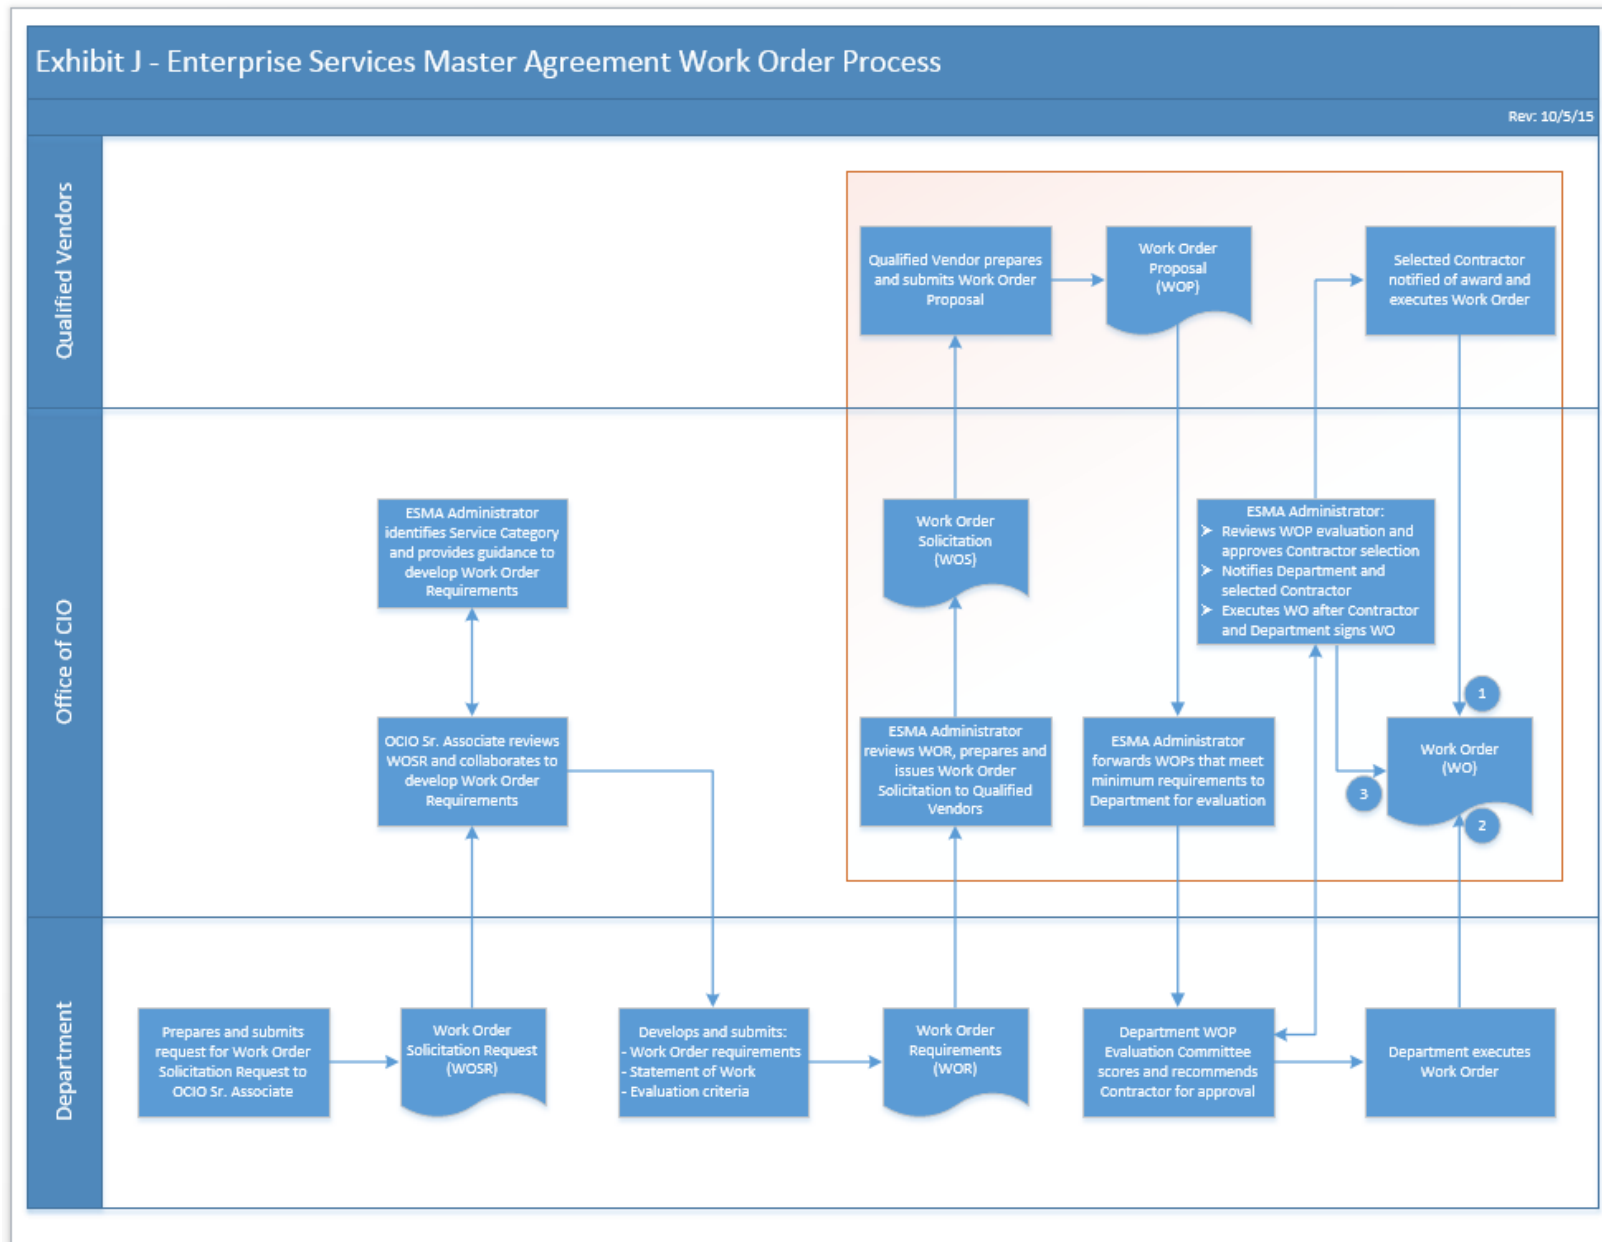 Exhibit J - Enterprise Services Master Agreement Work Order Process
Rev: 10/5/15
Qualified Vendors
Qualified Vendor prepares
and submits Work Order
Proposal
Work Order
Proposal
(WOP)
Selected Contractor
notified of award and
executes Work Order
Office of CIO
ESMA Administrator
identifies Service Category
and provides guidance to
develop Work Order
Requirements
Work Order
Solicitation
(WOS)
ESMA Administrator:
➢ Reviews WOP evaluation and
approves Contractor selection
➢ Notifies Department and
selected Contractor
➢ Executes WO after Contractor
and Department signs WO
OCIO Sr. Associate reviews
WOSR and collaborates to
develop Work Order
Requirements
ESMA Administrator
reviews WOR, prepares and
issues Work Order
Solicitation to Qualified
Vendors
ESMA Administrator
forwards WOPs that meet
minimum requirements to
Department for evaluation
1
Work Order
(WO)
3
2
Department
Prepares and submits
request for Work Order
Solicitation Request to
OCIO Sr. Associate
Work Order
Solicitation Request
(WOSR)
Develops and submits:
- Work Order requirements
- Statement of Work
- Evaluation criteria
Work Order
Requirements
(WOR)
Department WOP
Evaluation Committee
scores and recommends
Contractor for approval
Department executes
Work Order